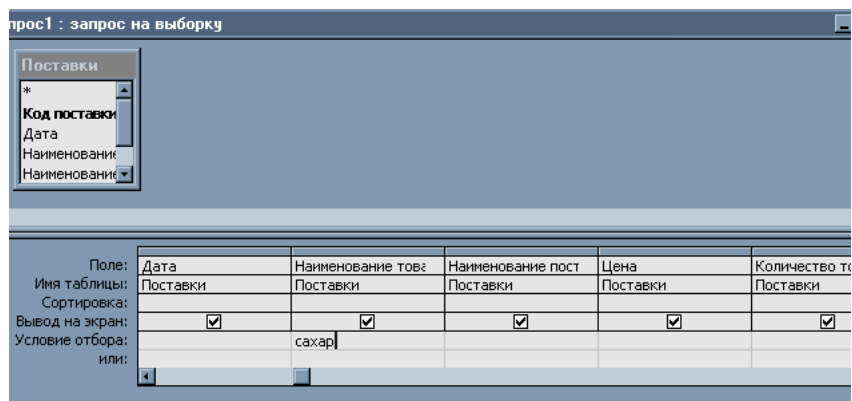 прос1 : запрос на выборку
Поставки
*
Код поставки
Дата
Наименование
Наименование
Поле: Дата Наименование това Наименование пост Цена Количество то
Имя таблицы: Поставки Поставки Поставки Поставки Поставки
Сортировка:
Вывод на экран:
Условие отбора: сахар
или: